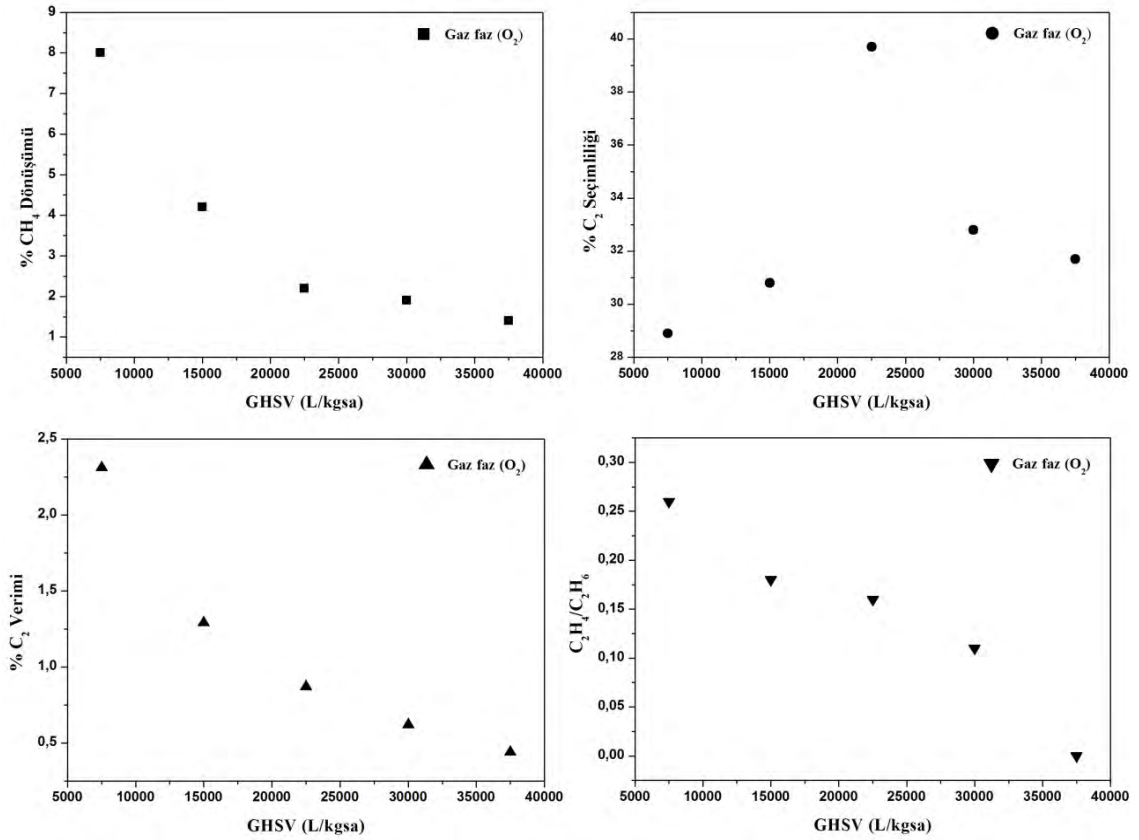 9
8
7
6
5
4
3
2
1
% CH₄ Dönüşümü
Gaz faz (O₂)
5000 10000 15000 20000 25000 30000 35000 40000
GHSV (L/kgsa)
40
38
36
34
32
30
28
% C₂ Seçimliliği
Gaz faz (O₂)
5000 10000 15000 20000 25000 30000 35000 40000
GHSV (L/kgsa)
2,5
2,0
1,5
1,0
0,5
% C₂ Verimi
Gaz faz (O₂)
5000 10000 15000 20000 25000 30000 35000 40000
GHSV (L/kgsa)
0,30
0,25
0,20
0,15
0,10
0,05
0,00
C₂H₄/C₂H₆
Gaz faz (O₂)
5000 10000 15000 20000 25000 30000 35000 40000
GHSV (L/kgsa)